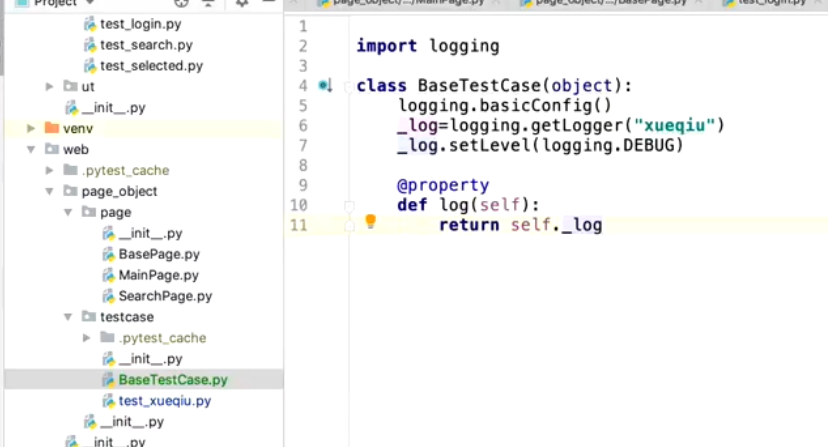 Project
test_login.py
test_search.py
test_selected.py
ut
__init__.py
venv
web
.pytest_cache
page_object
page
__init__.py
BasePage.py
MainPage.py
SearchPage.py
testcase
.pytest_cache
__init__.py
BaseTestCase.py
test_xueqiu.py
__init__.py
__init__.py
page_object/.../MainPage.py
page_object/.../BasePage.py
test_login.py
1
2 import logging
3
4 class BaseTestCase(object):
5 logging.basicConfig()
6 _log=logging.getLogger("xueqiu")
7 _log.setLevel(logging.DEBUG)
8
9 @property
10 def log(self):
11 return self._log